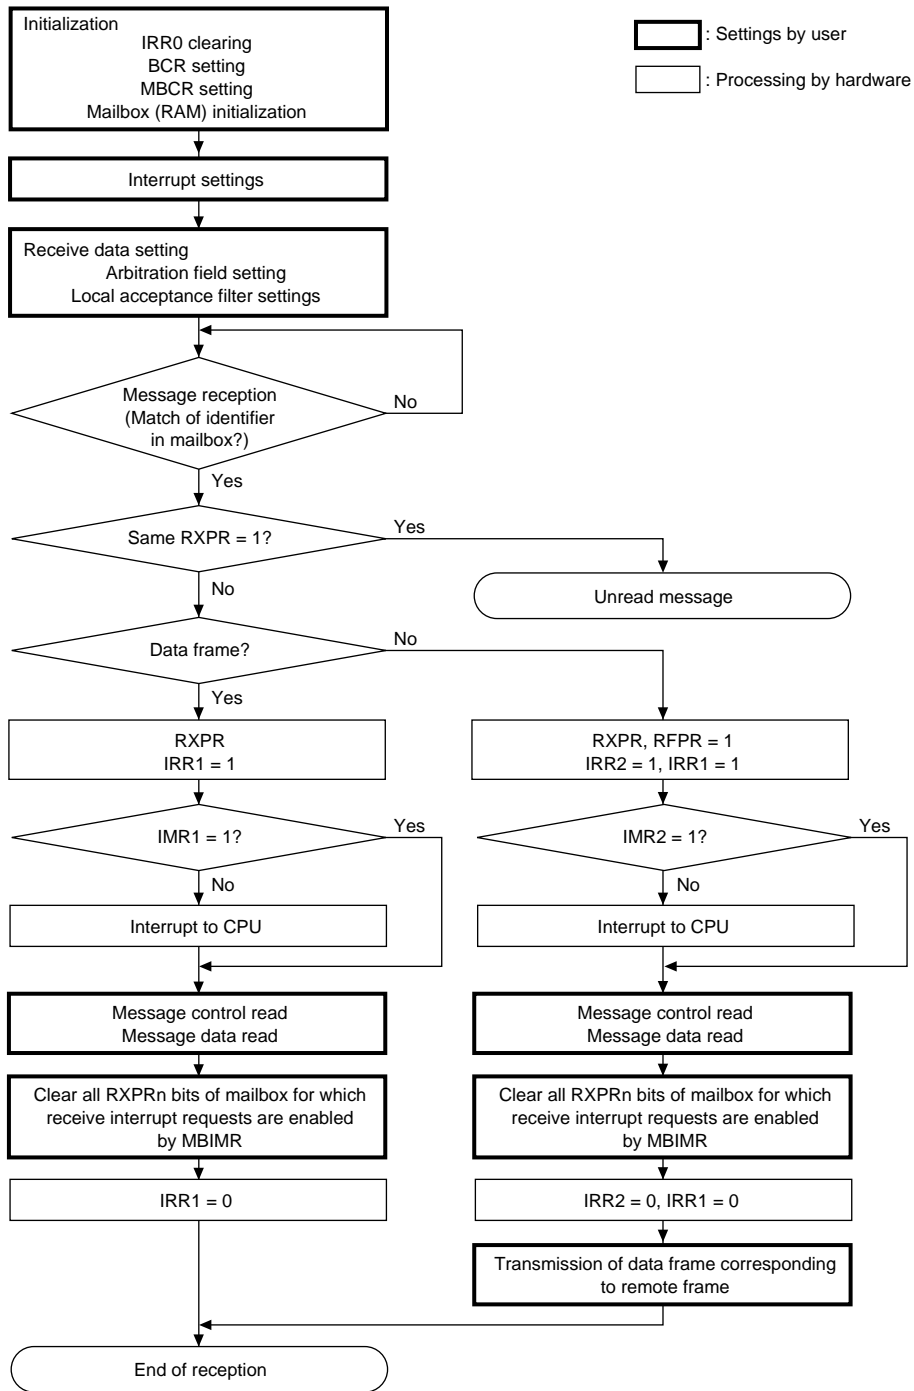 Initialization
IRR0 clearing
BCR setting
MBCR setting
Mailbox (RAM) initialization
: Settings by user
: Processing by hardware
Interrupt settings
Receive data setting
Arbitration field setting
Local acceptance filter settings
Message reception
(Match of identifier
in mailbox?)
No
Yes
Same RXPR = 1?
Yes
No
Unread message
Data frame?
No
Yes
RXPR
IRR1 = 1
RXPR, RFPR = 1
IRR2 = 1, IRR1 = 1
IMR1 = 1?
Yes
No
IMR2 = 1?
Yes
No
Interrupt to CPU
Interrupt to CPU
Message control read
Message data read
Message control read
Message data read
Clear all RXPRn bits of mailbox for which
receive interrupt requests are enabled
by MBIMR
Clear all RXPRn bits of mailbox for which
receive interrupt requests are enabled
by MBIMR
IRR1 = 0
IRR2 = 0, IRR1 = 0
Transmission of data frame corresponding
to remote frame
End of reception